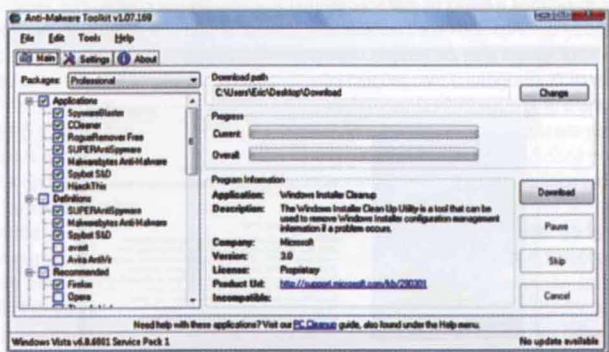 Anti-Malware Toolkit v1.07.169
File Edit Tools Help
Main Settings About
Packages: Professional
Applications
SpywareBlaster
CCleaner
RogueRemover Free
SUPERAntiSpyware
Malwarebytes Anti-Malware
Spybot S&D
HijackThis
Definitions
SUPERAntiSpyware
Malwarebytes Anti-Malware
Spybot S&D
avast
Avira AntiVir
Recommended
Firefox
Opera
Download path
C:\Users\Eric\Desktop\Download
Change
Progress
Current:
Overall:
Program Information
Application: Windows Installer Cleanup
Description: The Windows Installer Clean Up Utility is a tool that can be
used to remove Windows Installer configuration management
information if a problem occurs.
Company: Microsoft
Version: 3.0
License: Proprietary
Product Url: http://support.microsoft.com/kb/290301
Incompatible:
Download
Pause
Skip
Cancel
Need help with these applications? Visit our PC Cleanup guide, also found under the Help menu.
Windows Vista v6.0.6001 Service Pack 1
No update available